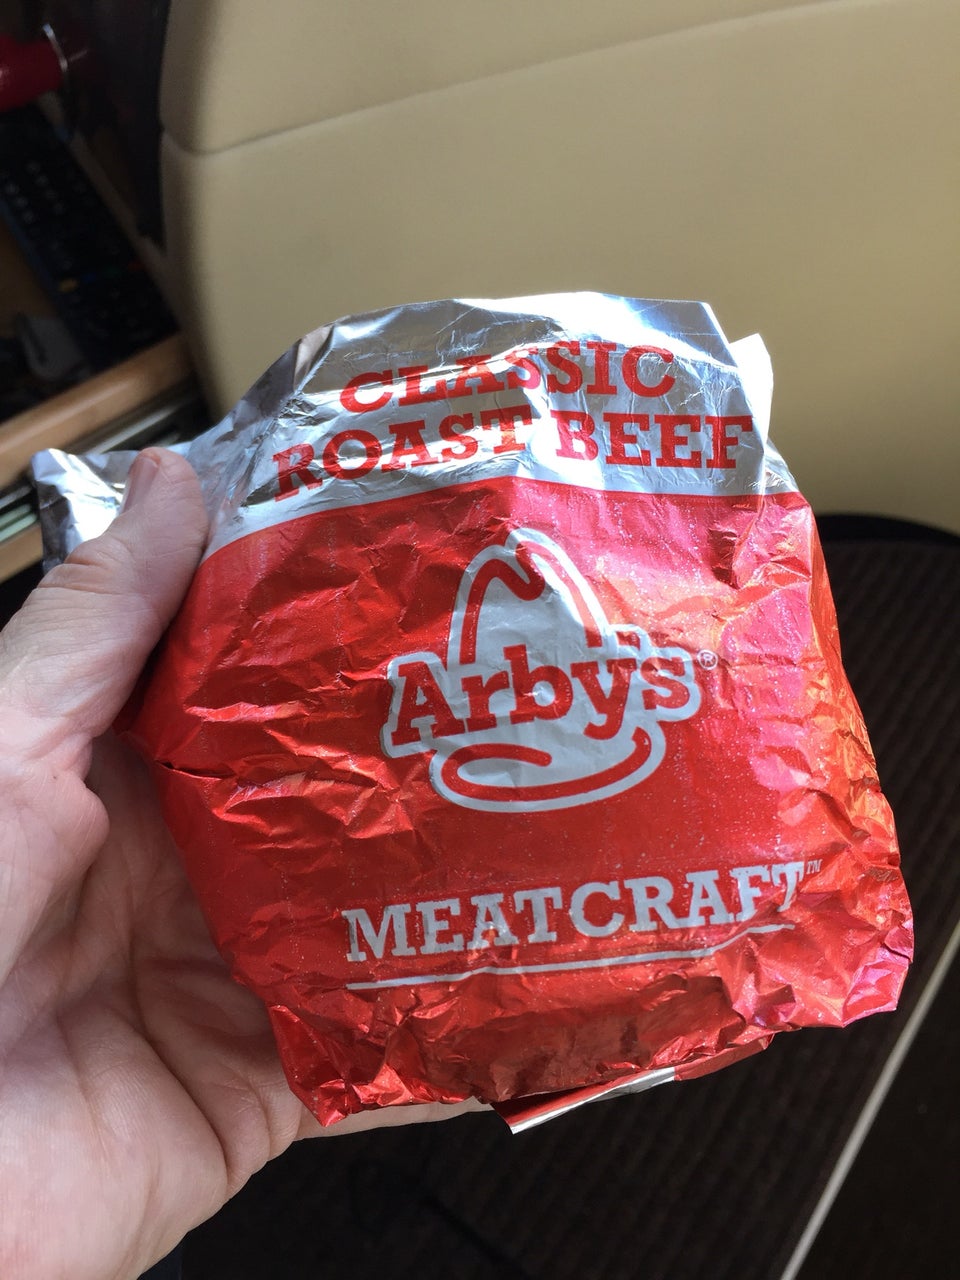 CLASSIC
ROAST BEEF
Arby's®
MEATCRAFT™